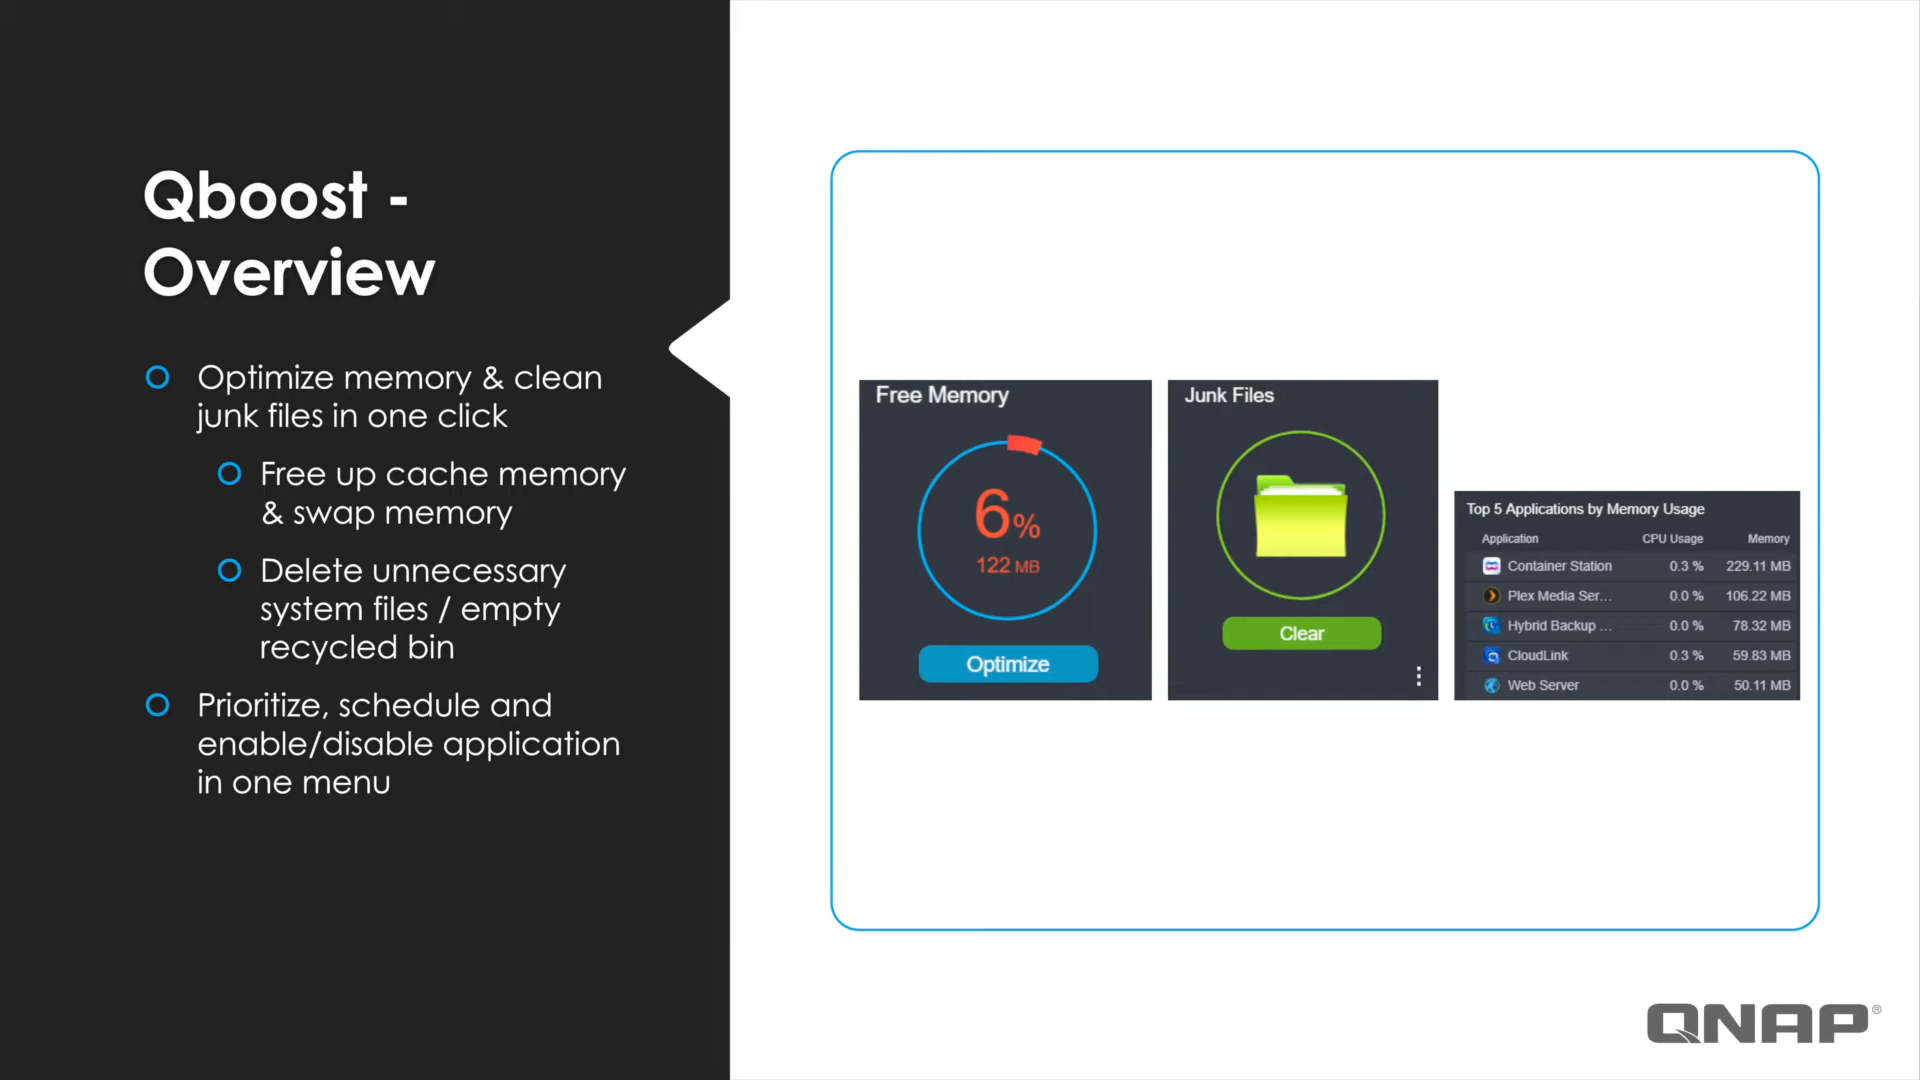 Qboost -
Overview
Optimize memory & clean
junk files in one click
Free up cache memory
& swap memory
Delete unnecessary
system files / empty
recycled bin
Prioritize, schedule and
enable/disable application
in one menu
Free Memory
6%
122 MB
Optimize
Junk Files
Clear
Top 5 Applications by Memory Usage
Application CPU Usage Memory
Container Station 0.3 % 229.11 MB
Plex Media Ser... 0.0 % 106.22 MB
Hybrid Backup ... 0.0 % 78.32 MB
CloudLink 0.3 % 59.83 MB
Web Server 0.0 % 50.11 MB
QNAP®